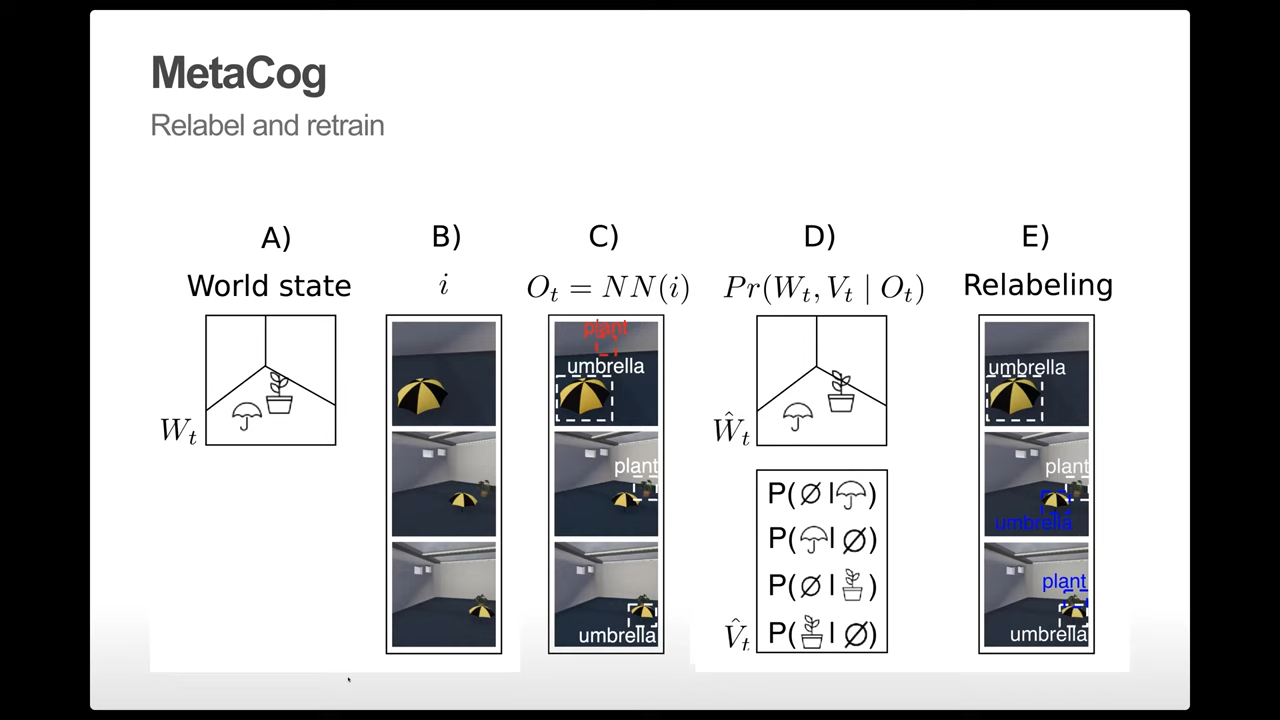 MetaCog
Relabel and retrain
A)
B)
C)
D)
E)
World state
i
O_t = NN(i)
Pr(W_t, V_t | O_t)
Relabeling
W_t
plant
umbrella
plant
umbrella
Ŵ_t
P(∅ | )
P( | ∅)
P(∅ | )
P( | ∅)
V̂_t
umbrella
plant
umbrella
plant
umbrella